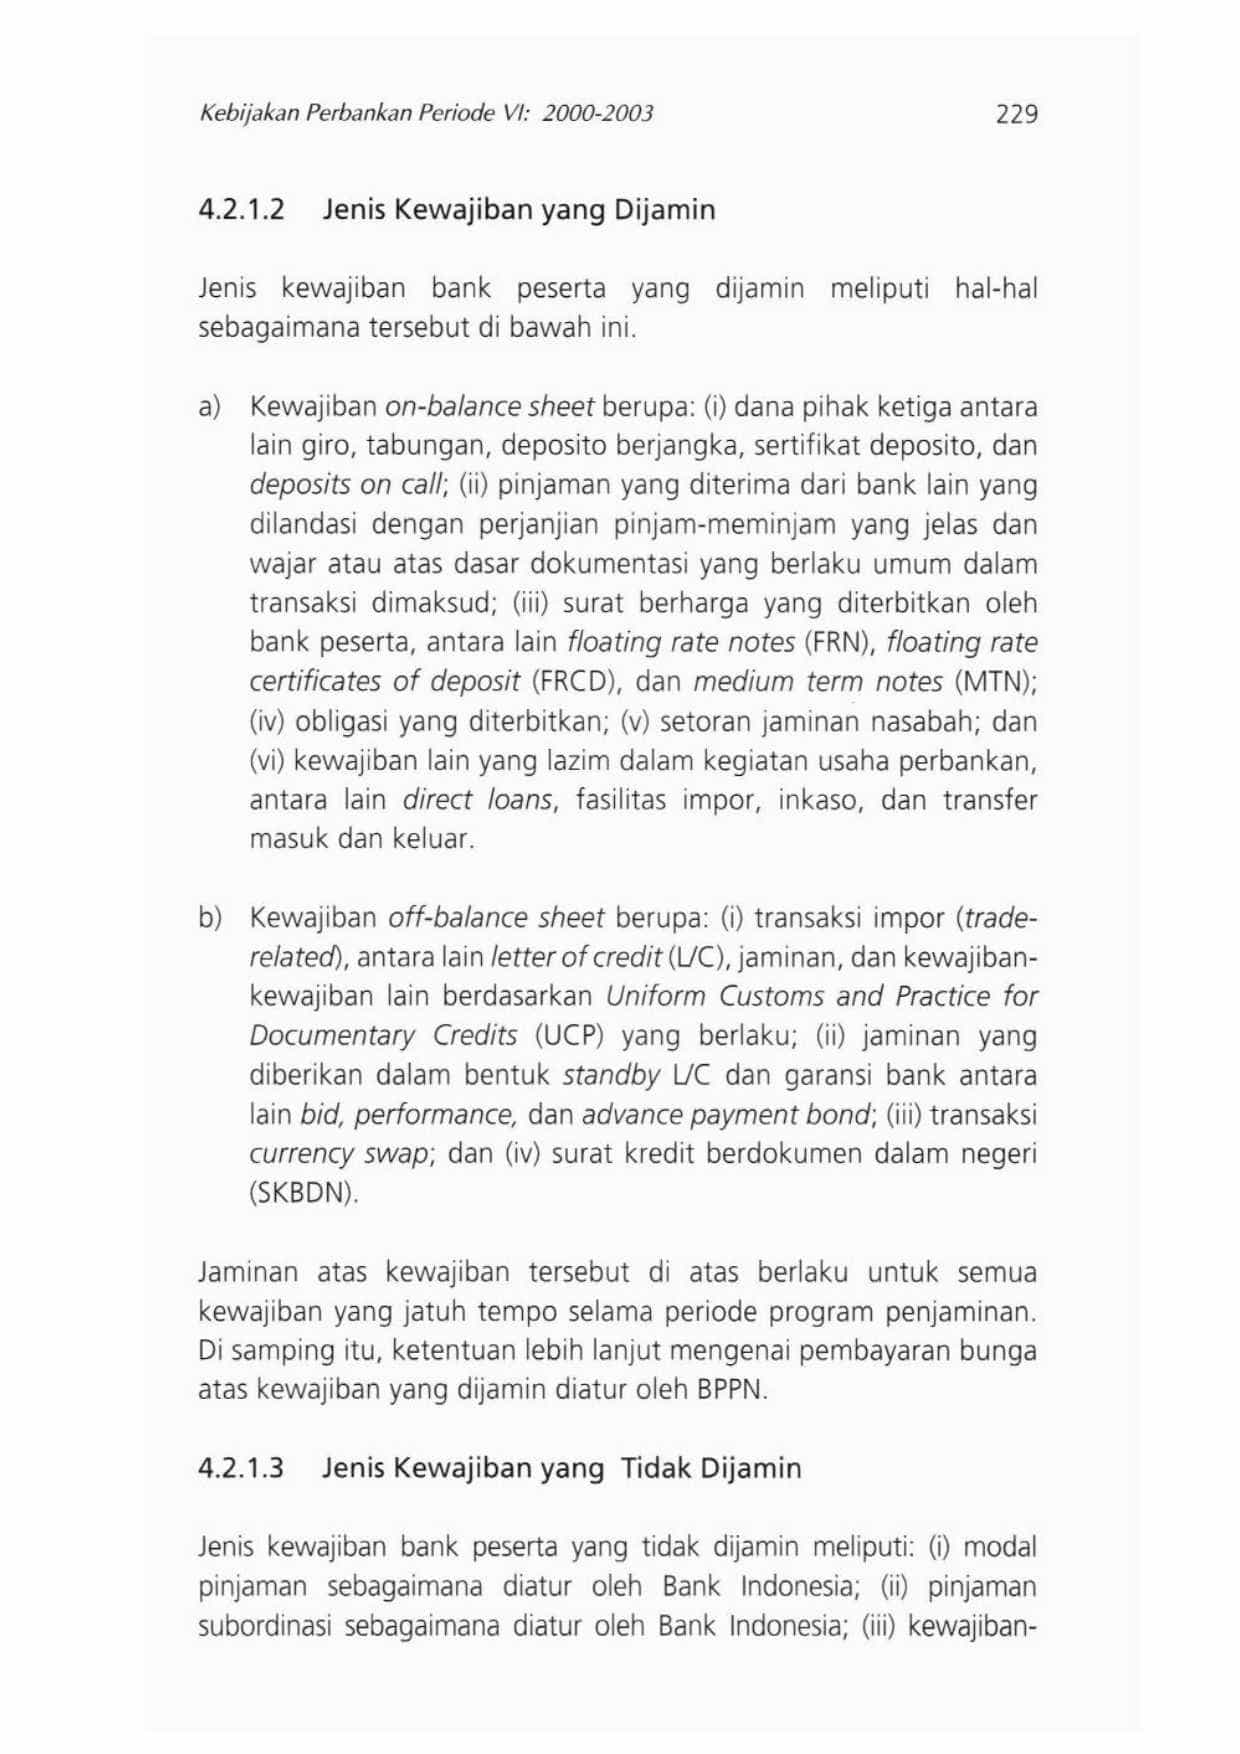 Kebijakan Perbankan Periode VI: 2000-2003 229
4.2.1.2 Jenis Kewajiban yang Dijamin
Jenis kewajiban bank peserta yang dijamin meliputi hal-hal
sebagaimana tersebut di bawah ini.
a) Kewajiban on-balance sheet berupa: (i) dana pihak ketiga antara
lain giro, tabungan, deposito berjangka, sertifikat deposito, dan
deposits on call; (ii) pinjaman yang diterima dari bank lain yang
dilandasi dengan perjanjian pinjam-meminjam yang jelas dan
wajar atau atas dasar dokumentasi yang berlaku umum dalam
transaksi dimaksud; (iii) surat berharga yang diterbitkan oleh
bank peserta, antara lain floating rate notes (FRN), floating rate
certificates of deposit (FRCD), dan medium term notes (MTN);
(iv) obligasi yang diterbitkan; (v) setoran jaminan nasabah; dan
(vi) kewajiban lain yang lazim dalam kegiatan usaha perbankan,
antara lain direct loans, fasilitas impor, inkaso, dan transfer
masuk dan keluar.
b) Kewajiban off-balance sheet berupa: (i) transaksi impor (trade-
related), antara lain letter of credit (L/C), jaminan, dan kewajiban-
kewajiban lain berdasarkan Uniform Customs and Practice for
Documentary Credits (UCP) yang berlaku; (ii) jaminan yang
diberikan dalam bentuk standby L/C dan garansi bank antara
lain bid, performance, dan advance payment bond; (iii) transaksi
currency swap; dan (iv) surat kredit berdokumen dalam negeri
(SKBDN).
Jaminan atas kewajiban tersebut di atas berlaku untuk semua
kewajiban yang jatuh tempo selama periode program penjaminan.
Di samping itu, ketentuan lebih lanjut mengenai pembayaran bunga
atas kewajiban yang dijamin diatur oleh BPPN.
4.2.1.3 Jenis Kewajiban yang Tidak Dijamin
Jenis kewajiban bank peserta yang tidak dijamin meliputi: (i) modal
pinjaman sebagaimana diatur oleh Bank Indonesia; (ii) pinjaman
subordinasi sebagaimana diatur oleh Bank Indonesia; (iii) kewajiban-